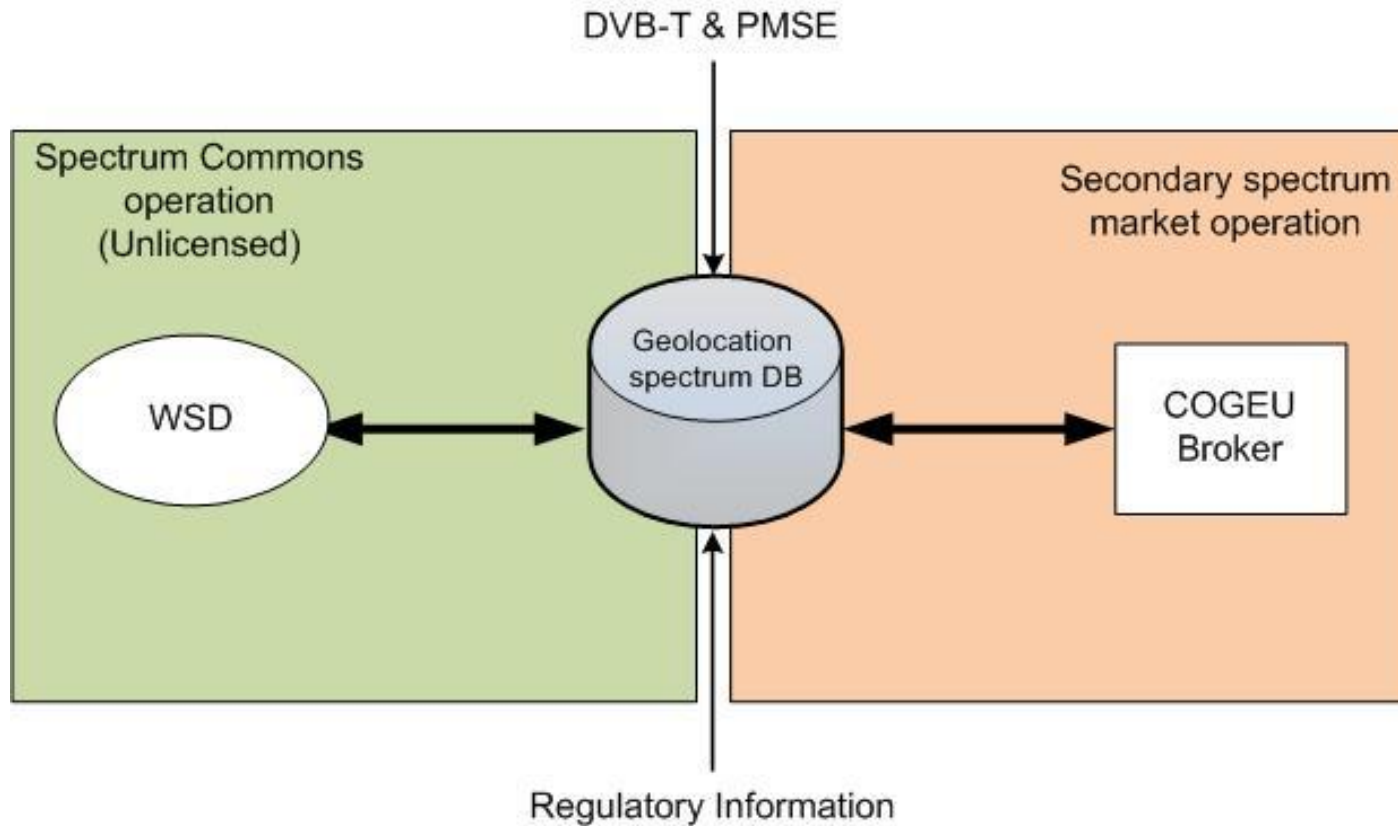 DVB-T & PMSE
Spectrum Commons
operation
(Unlicensed)
Secondary spectrum
market operation
Geolocation
spectrum DB
WSD
COGEU
Broker
Regulatory Information